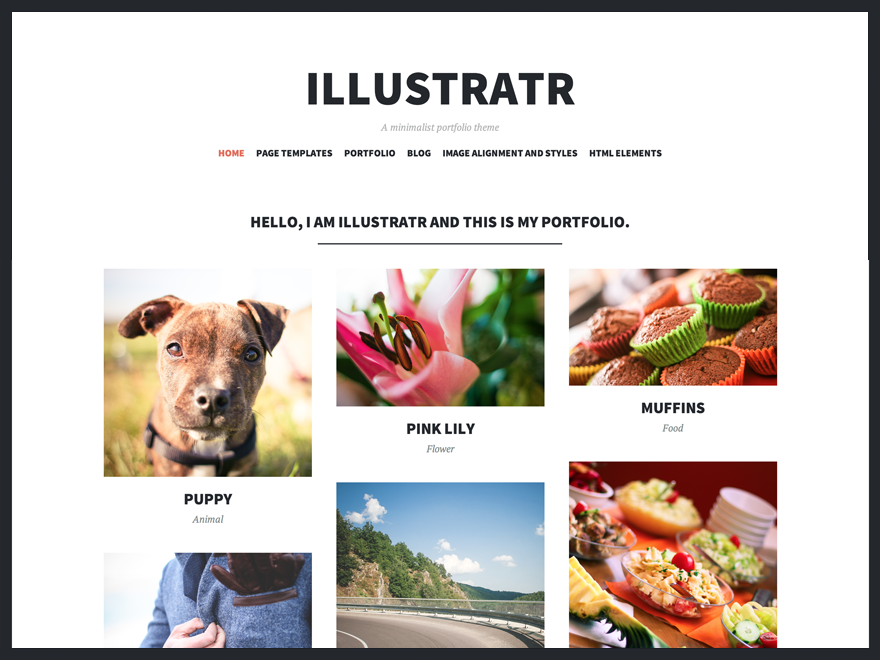 ILLUSTRATR
A minimalist portfolio theme
HOME PAGE TEMPLATES PORTFOLIO BLOG IMAGE ALIGNMENT AND STYLES HTML ELEMENTS
HELLO, I AM ILLUSTRATR AND THIS IS MY PORTFOLIO.
PUPPY
Animal
PINK LILY
Flower
MUFFINS
Food